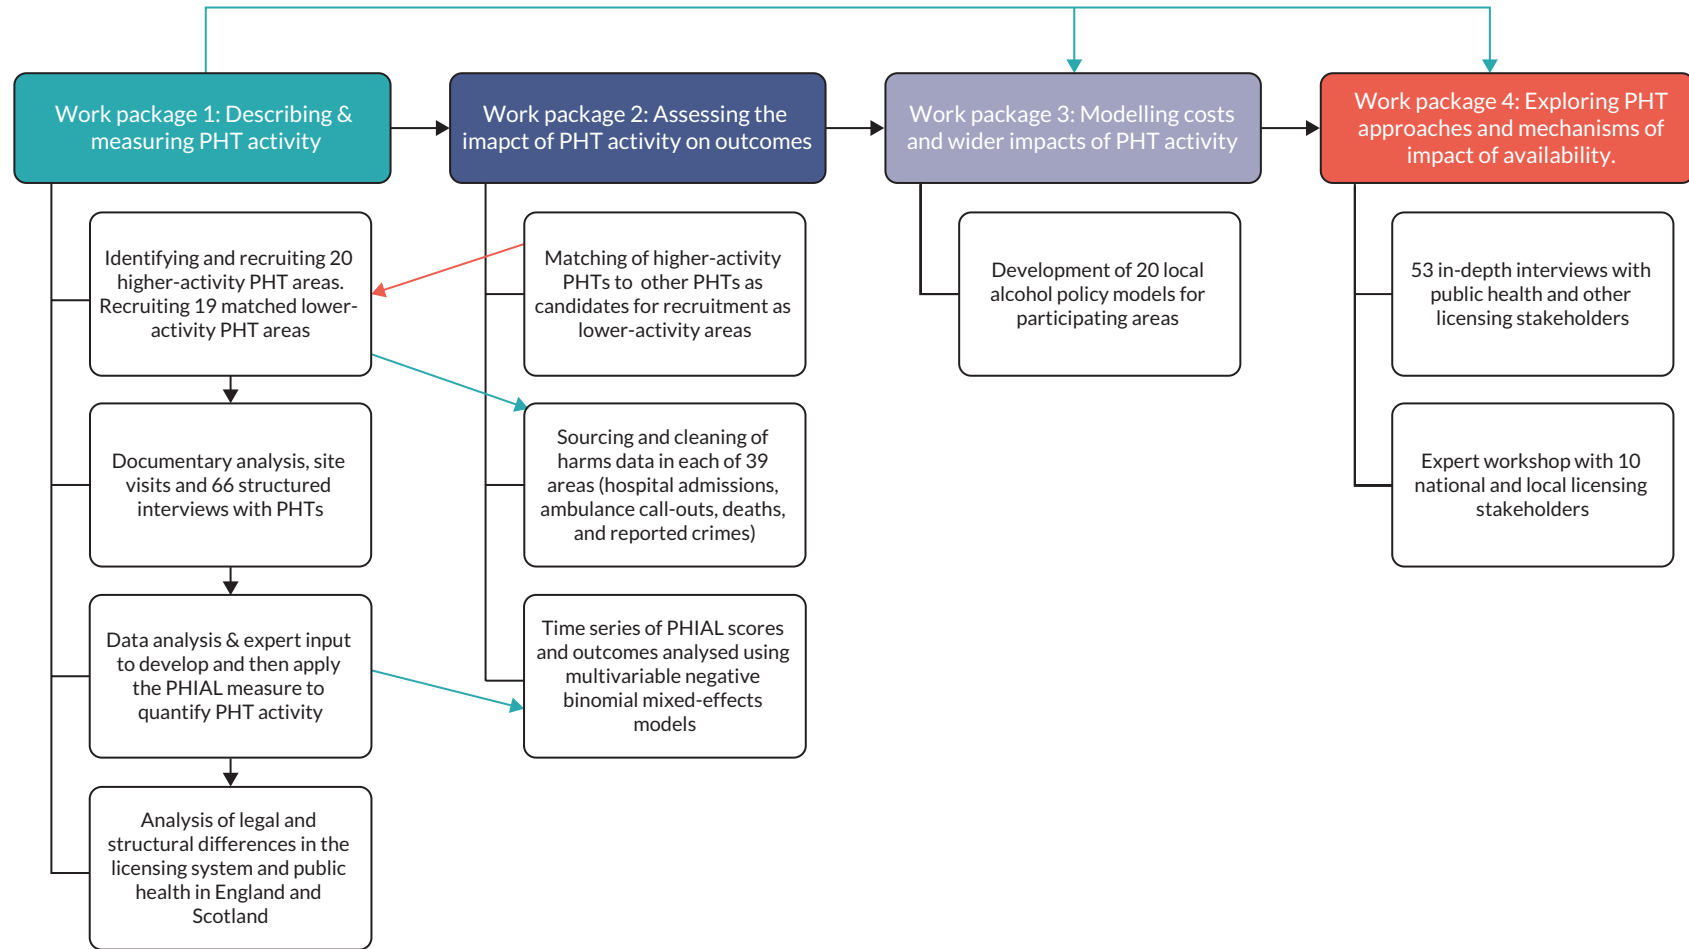 Work package 1: Describing &
measuring PHT activity
Identifying and recruiting 20
higher-activity PHT areas.
Recruiting 19 matched lower-
activity PHT areas
Documentary analysis, site
visits and 66 structured
interviews with PHTs
Data analysis & expert input
to develop and then apply
the PHIAL measure to
quantify PHT activity
Analysis of legal and
structural differences in the
licensing system and public
health in England and
Scotland
Work package 2: Assessing the
imapct of PHT activity on outcomes
Matching of higher-activity
PHTs to other PHTs as
candidates for recruitment as
lower-activity areas
Sourcing and cleaning of
harms data in each of 39
areas (hospital admissions,
ambulance call-outs, deaths,
and reported crimes)
Time series of PHIAL scores
and outcomes analysed using
multivariable negative
binomial mixed-effects
models
Work package 3: Modelling costs
and wider impacts of PHT activity
Development of 20 local
alcohol policy models for
participating areas
Work package 4: Exploring PHT
approaches and mechanisms of
impact of availability.
53 in-depth interviews with
public health and other
licensing stakeholders
Expert workshop with 10
national and local licensing
stakeholders